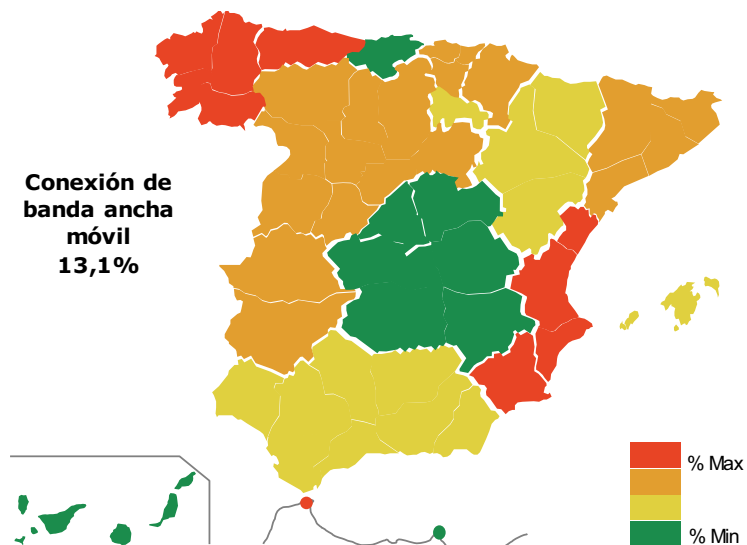 Conexión de
banda ancha
móvil
13,1%
% Max
% Min